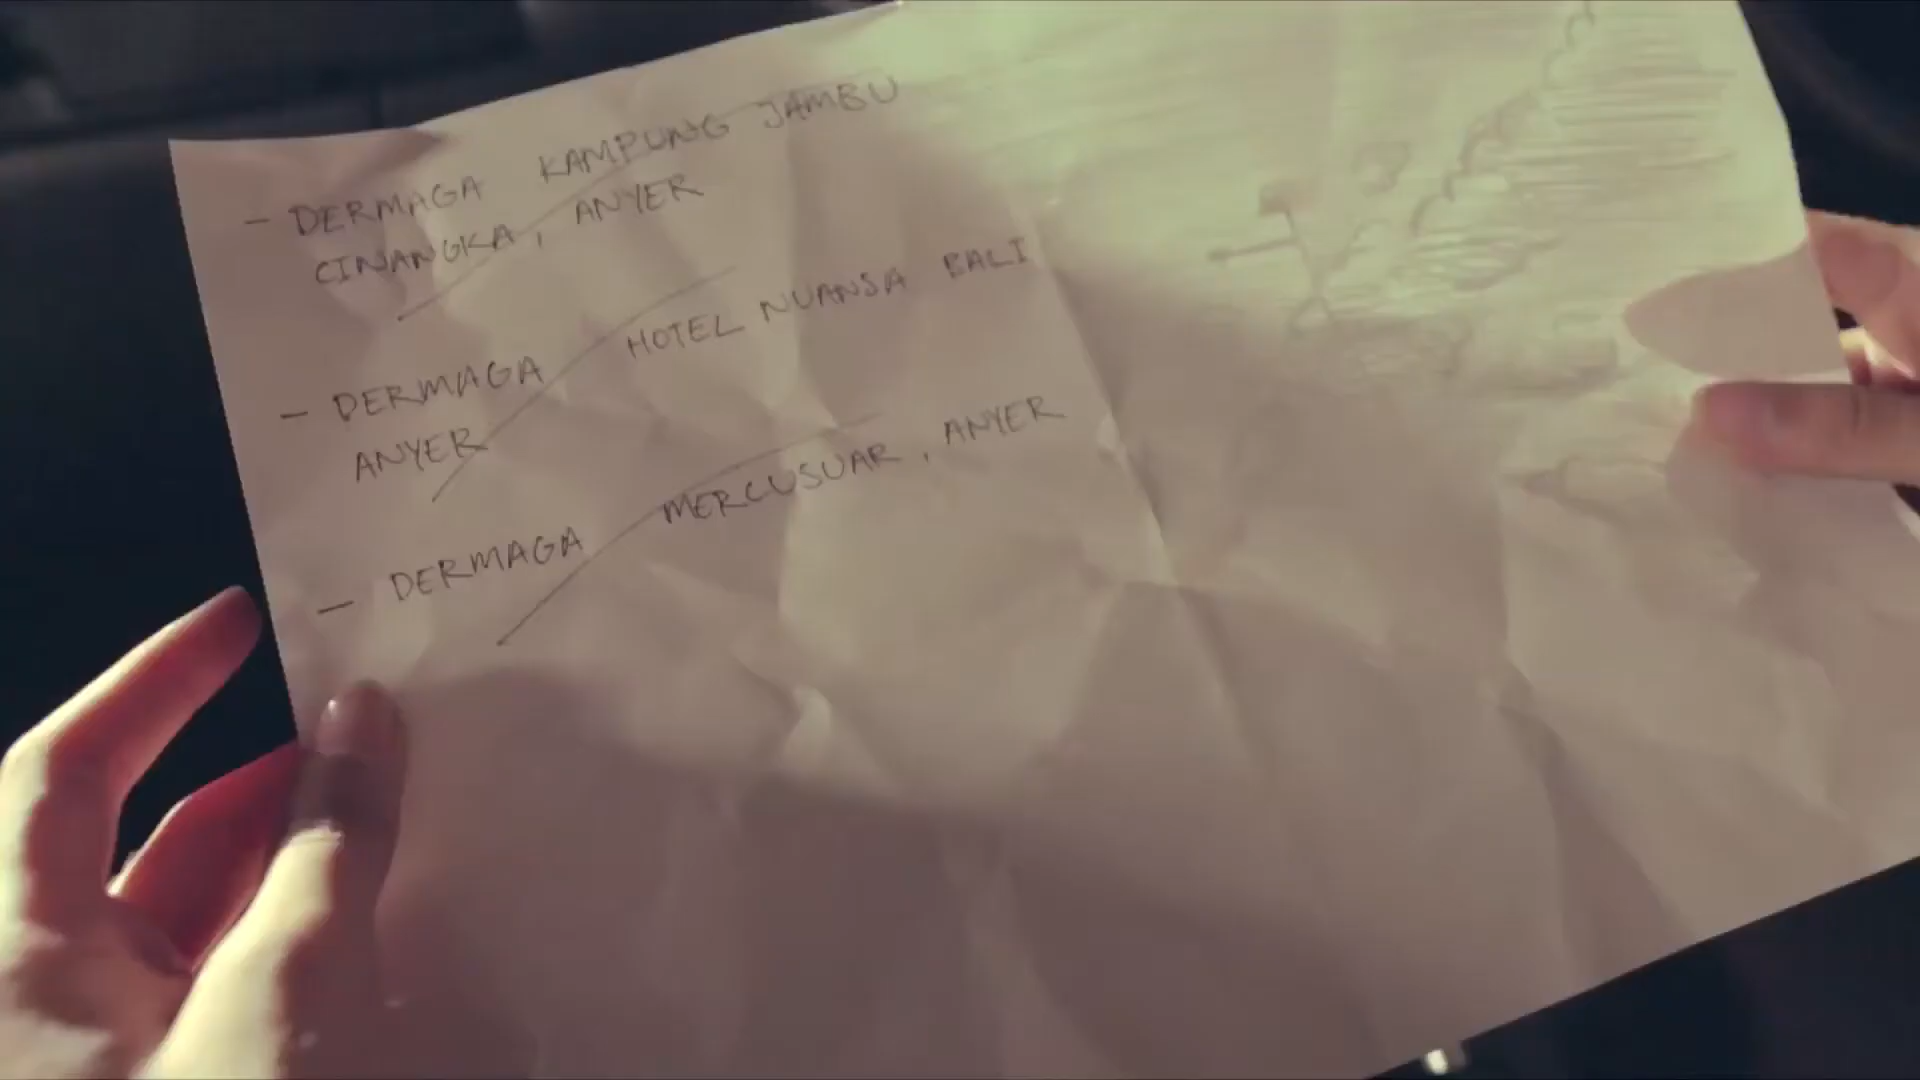 - DERMAGA KAMPUNG JAMBU
CINANGKA, ANYER
- DERMAGA HOTEL NUANSA BALI
ANYER
- DERMAGA MERCUSUAR, ANYER